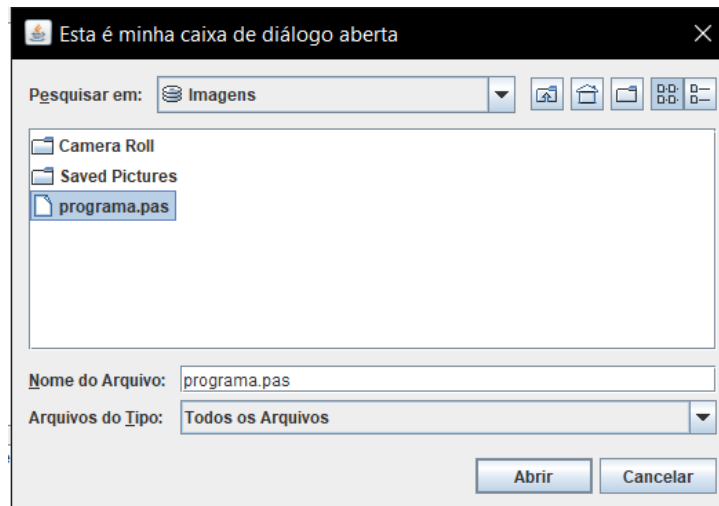 Esta é minha caixa de diálogo aberta
Pesquisar em: Imagens
Camera Roll
Saved Pictures
programa.pas
Nome do Arquivo: programa.pas
Arquivos do Tipo: Todos os Arquivos
Abrir Cancelar